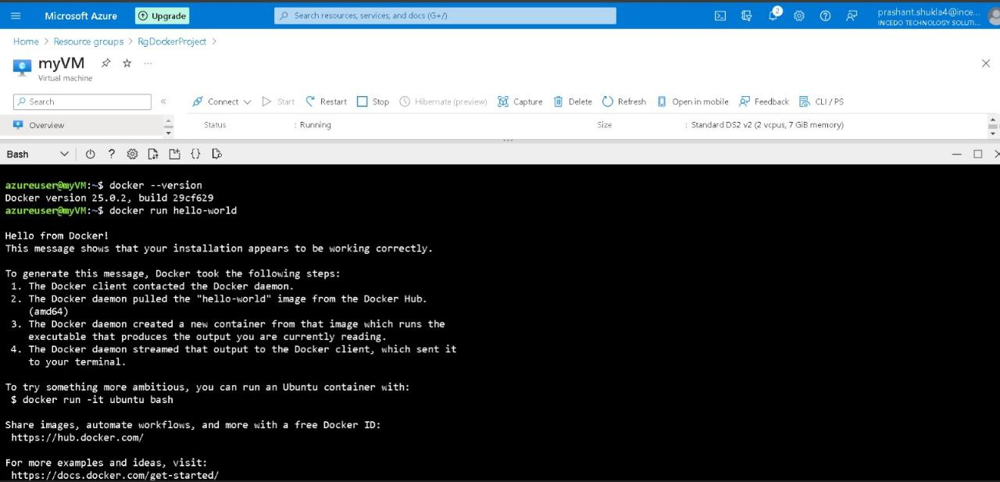 Microsoft Azure
Upgrade
Search resources, services, and docs (G+/)
2
prashant.shukla4@ince...
INCEDO TECHNOLOGY SOLUTI...
Home > Resource groups > RgDockerProject >
myVM
Virtual machine
Search
Connect
Start
Restart
Stop
Hibernate (preview)
Capture
Delete
Refresh
Open in mobile
Feedback
CLI / PS
Overview
Status : Running
Size : Standard DS2 v2 (2 vcpus, 7 GiB memory)
Bash
azureuser@myVM:~$ docker --version
Docker version 25.0.2, build 29cf629
azureuser@myVM:~$ docker run hello-world
Hello from Docker!
This message shows that your installation appears to be working correctly.
To generate this message, Docker took the following steps:
1. The Docker client contacted the Docker daemon.
2. The Docker daemon pulled the "hello-world" image from the Docker Hub.
(amd64)
3. The Docker daemon created a new container from that image which runs the
executable that produces the output you are currently reading.
4. The Docker daemon streamed that output to the Docker client, which sent it
to your terminal.
To try something more ambitious, you can run an Ubuntu container with:
$ docker run -it ubuntu bash
Share images, automate workflows, and more with a free Docker ID:
https://hub.docker.com/
For more examples and ideas, visit:
https://docs.docker.com/get-started/